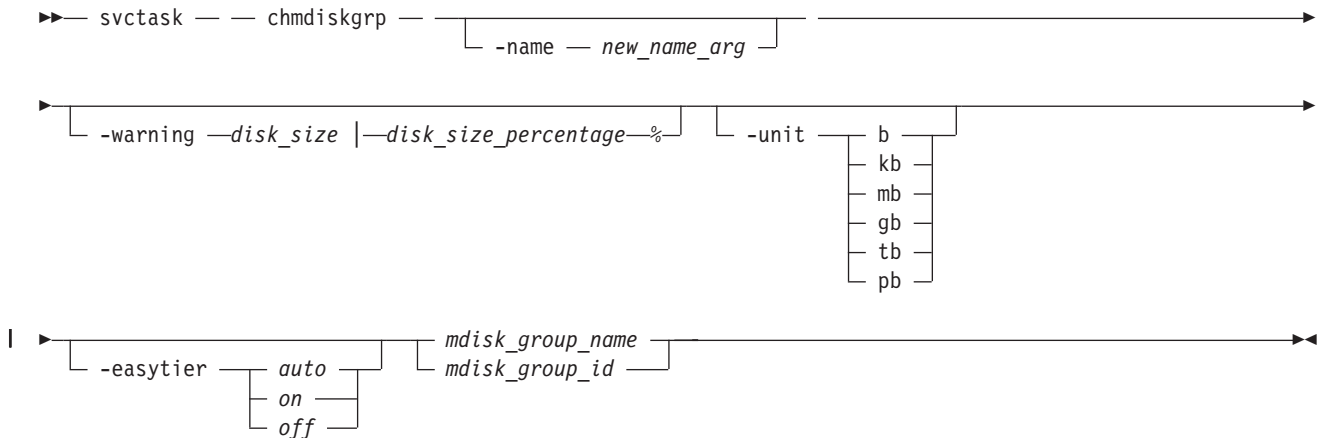 svctask chmdiskgrp
-name new_name_arg
-warning disk_size | disk_size_percentage % -unit b
kb
mb
gb
tb
pb
| mdisk_group_name
-easytier auto mdisk_group_id
on
off